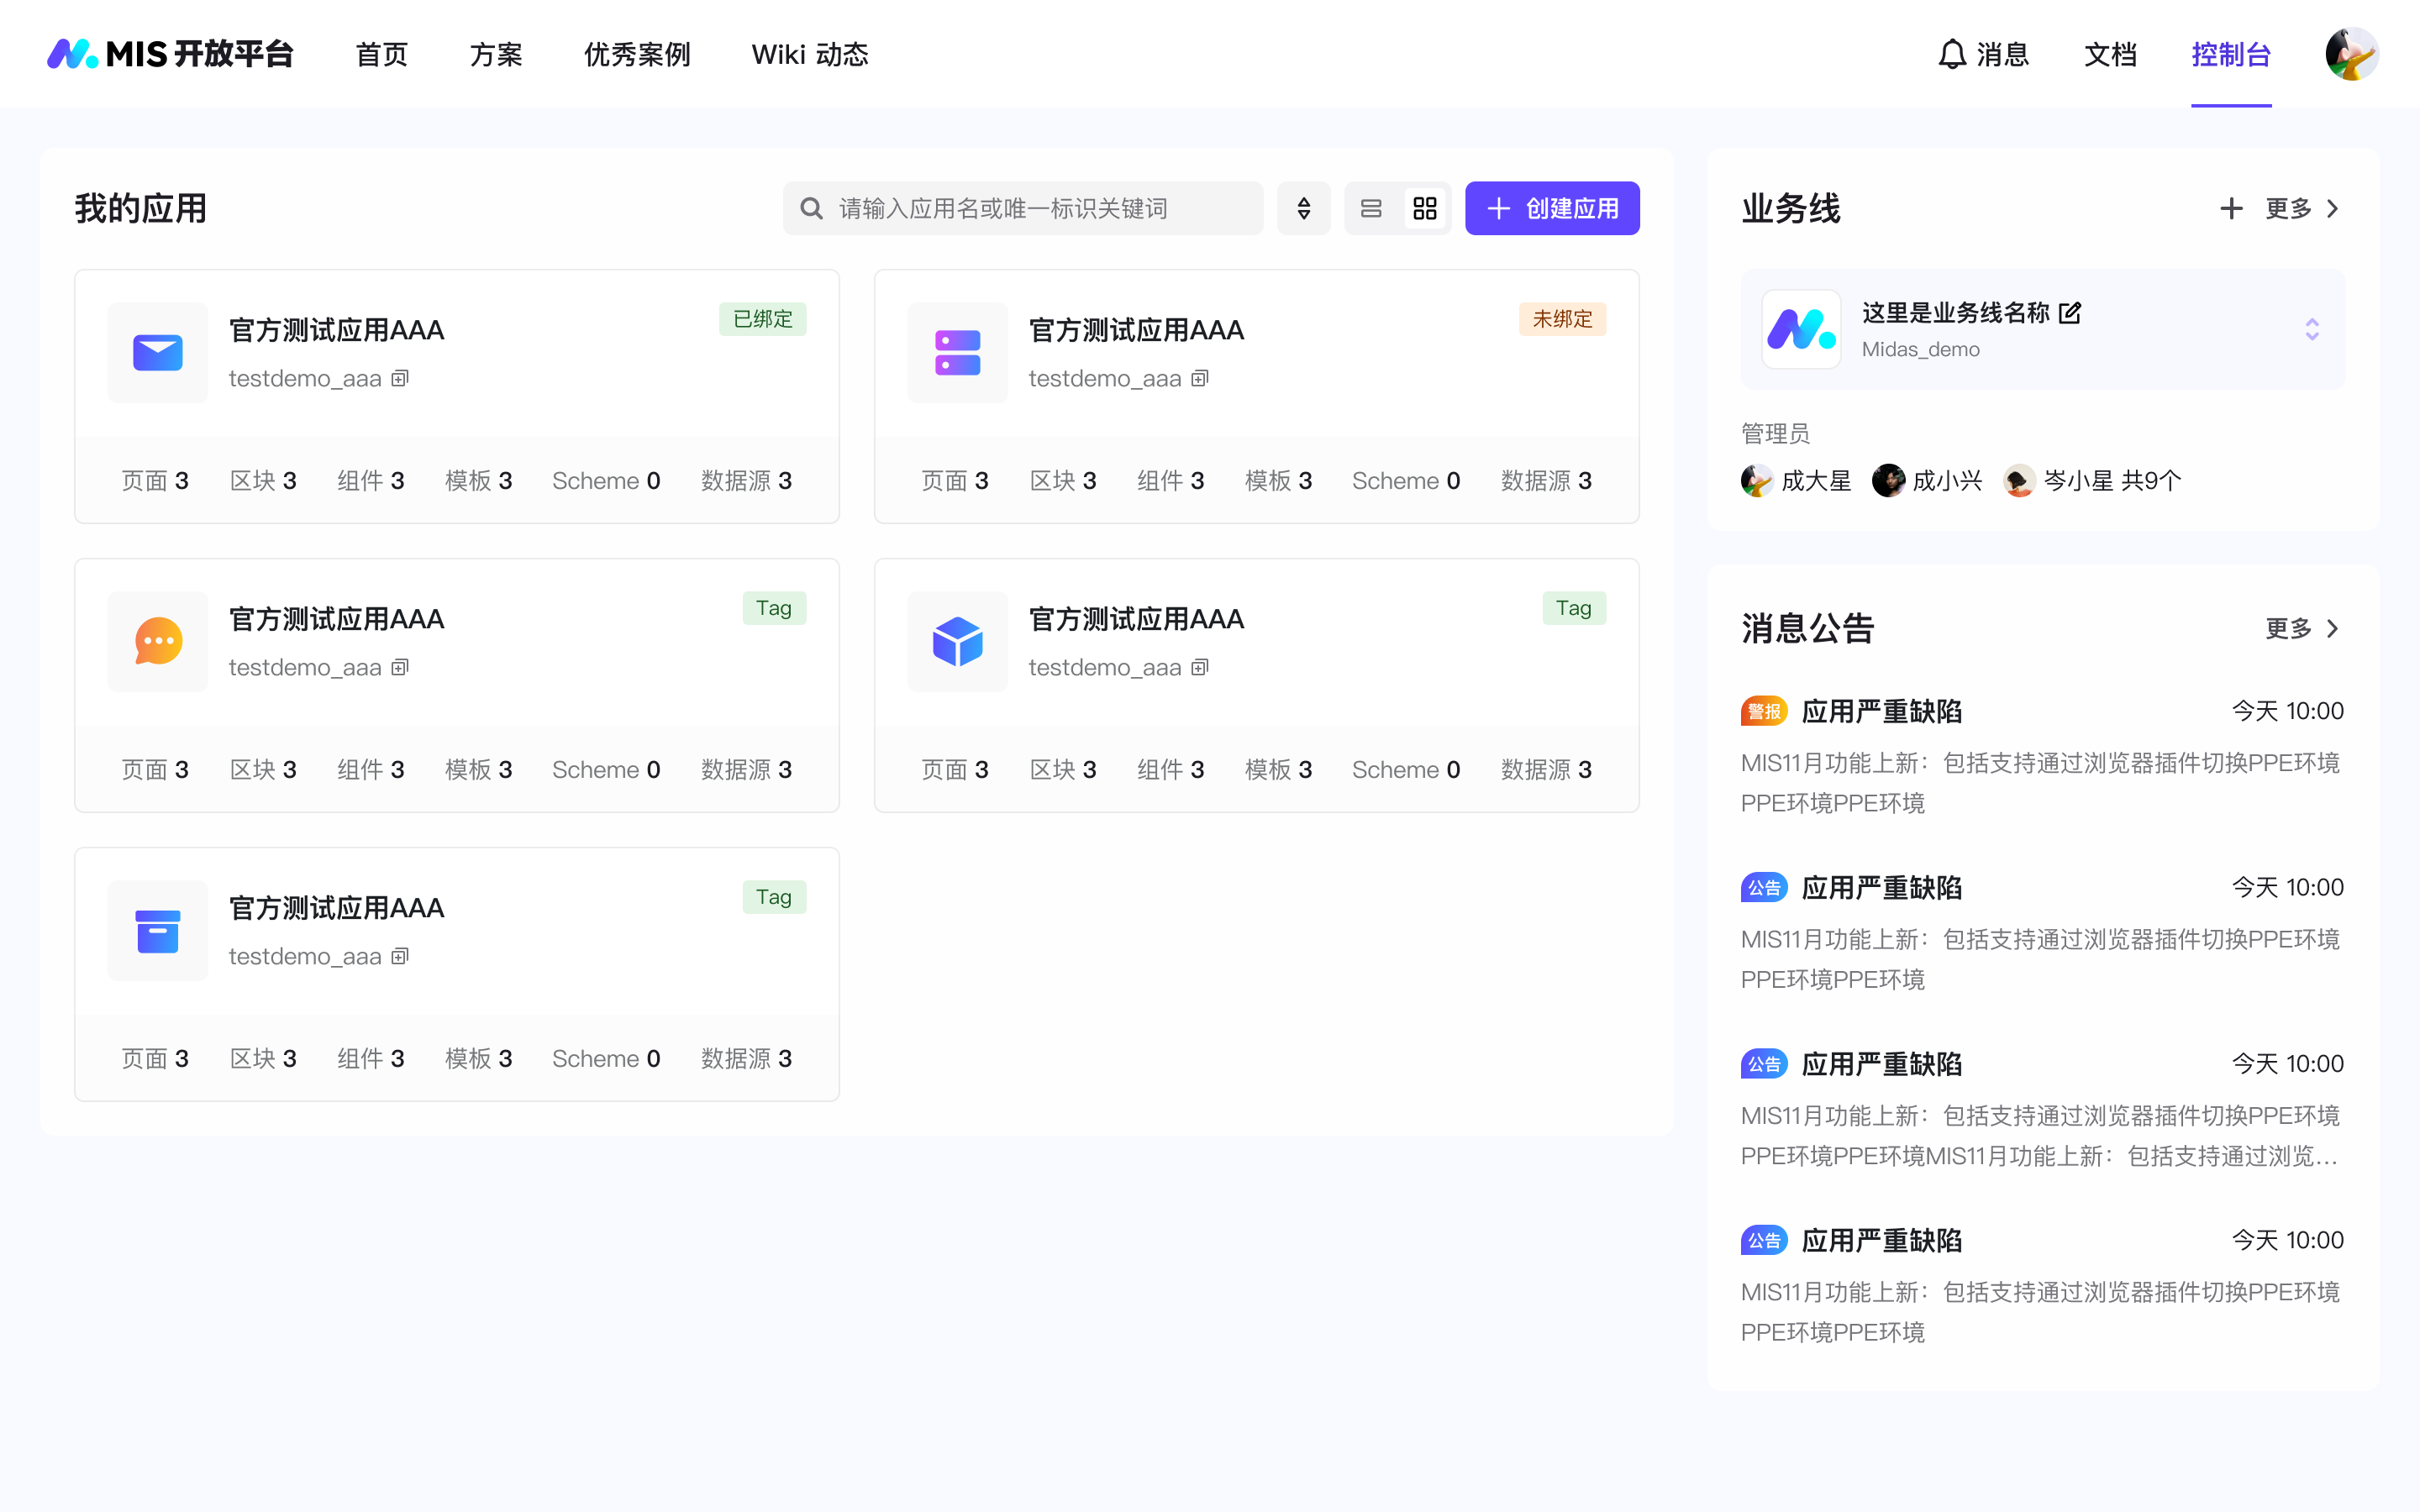 MIS 开放平台 首页 方案 优秀案例 Wiki 动态 消息 文档 控制台
我的应用 请输入应用名或唯一标识关键词 创建应用
官方测试应用AAA 已绑定
testdemo_aaa
页面 3 区块 3 组件 3 模板 3 Scheme 0 数据源 3
官方测试应用AAA 未绑定
testdemo_aaa
页面 3 区块 3 组件 3 模板 3 Scheme 0 数据源 3
官方测试应用AAA Tag
testdemo_aaa
页面 3 区块 3 组件 3 模板 3 Scheme 0 数据源 3
官方测试应用AAA Tag
testdemo_aaa
页面 3 区块 3 组件 3 模板 3 Scheme 0 数据源 3
官方测试应用AAA Tag
testdemo_aaa
页面 3 区块 3 组件 3 模板 3 Scheme 0 数据源 3
业务线 更多
这里是业务线名称
Midas_demo
管理员
成大星 成小兴 岑小星 共9个
消息公告 更多
警报 应用严重缺陷 今天 10:00
MIS11月功能上新：包括支持通过浏览器插件切换PPE环境
PPE环境PPE环境
公告 应用严重缺陷 今天 10:00
MIS11月功能上新：包括支持通过浏览器插件切换PPE环境
PPE环境PPE环境
公告 应用严重缺陷 今天 10:00
MIS11月功能上新：包括支持通过浏览器插件切换PPE环境
PPE环境PPE环境MIS11月功能上新：包括支持通过浏览...
公告 应用严重缺陷 今天 10:00
MIS11月功能上新：包括支持通过浏览器插件切换PPE环境
PPE环境PPE环境